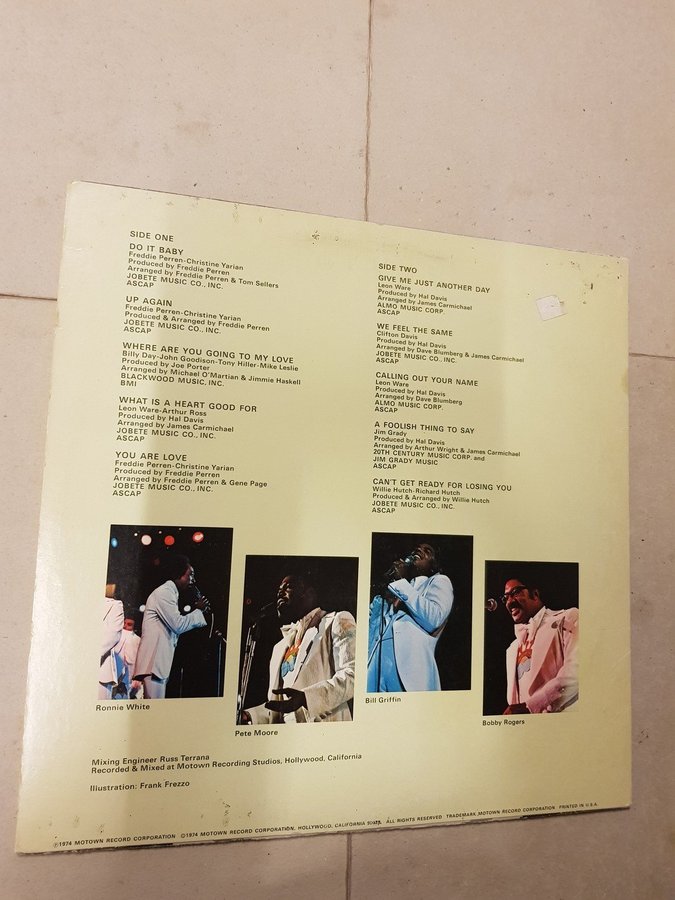 SIDE ONE
DO IT BABY
Freddie Perren-Christine Yarian
Produced by Freddie Perren
Arranged by Freddie Perren & Tom Sellers
JOBETE MUSIC CO., INC.
ASCAP
UP AGAIN
Freddie Perren-Christine Yarian
Produced & Arranged by Freddie Perren
JOBETE MUSIC CO., INC.
ASCAP
WHERE ARE YOU GOING TO MY LOVE
Billy Day-John Goodison-Tony Hiller-Mike Leslie
Produced by Joe Porter
Arranged by Michael O'Martian & Jimmie Haskell
BLACKWOOD MUSIC, INC.
BMI
WHAT IS A HEART GOOD FOR
Leon Ware-Arthur Ross
Produced by Hal Davis
Arranged by James Carmichael
JOBETE MUSIC CO., INC.
ASCAP
YOU ARE LOVE
Freddie Perren-Christine Yarian
Produced by Freddie Perren
Arranged by Freddie Perren & Gene Page
JOBETE MUSIC CO., INC.
ASCAP
SIDE TWO
GIVE ME JUST ANOTHER DAY
Leon Ware
Produced by Hal Davis
Arranged by James Carmichael
ALMO MUSIC CORP.
ASCAP
WE FEEL THE SAME
Clifton Davis
Produced by Hal Davis
Arranged by Dave Blumberg & James Carmichael
JOBETE MUSIC CO., INC.
ASCAP
CALLING OUT YOUR NAME
Leon Ware
Produced by Hal Davis
Arranged by Dave Blumberg
ALMO MUSIC CORP.
ASCAP
A FOOLISH THING TO SAY
Jim Grady
Produced by Hal Davis
Arranged by Arthur Wright & James Carmichael
20TH CENTURY MUSIC CORP. and
JIM GRADY MUSIC
ASCAP
CAN'T GET READY FOR LOSING YOU
Willie Hutch-Richard Hutch
Produced & Arranged by Willie Hutch
JOBETE MUSIC CO., INC.
ASCAP
Ronnie White
Pete Moore
Bill Griffin
Bobby Rogers
Mixing Engineer Russ Terrana
Recorded & Mixed at Motown Recording Studios, Hollywood, California
Illustration: Frank Frezzo
℗1974 MOTOWN RECORD CORPORATION ©1974 MOTOWN RECORD CORPORATION, HOLLYWOOD, CALIFORNIA ALL RIGHTS RESERVED TRADEMARK MOTOWN RECORD CORPORATION PRINTED IN U.S.A.